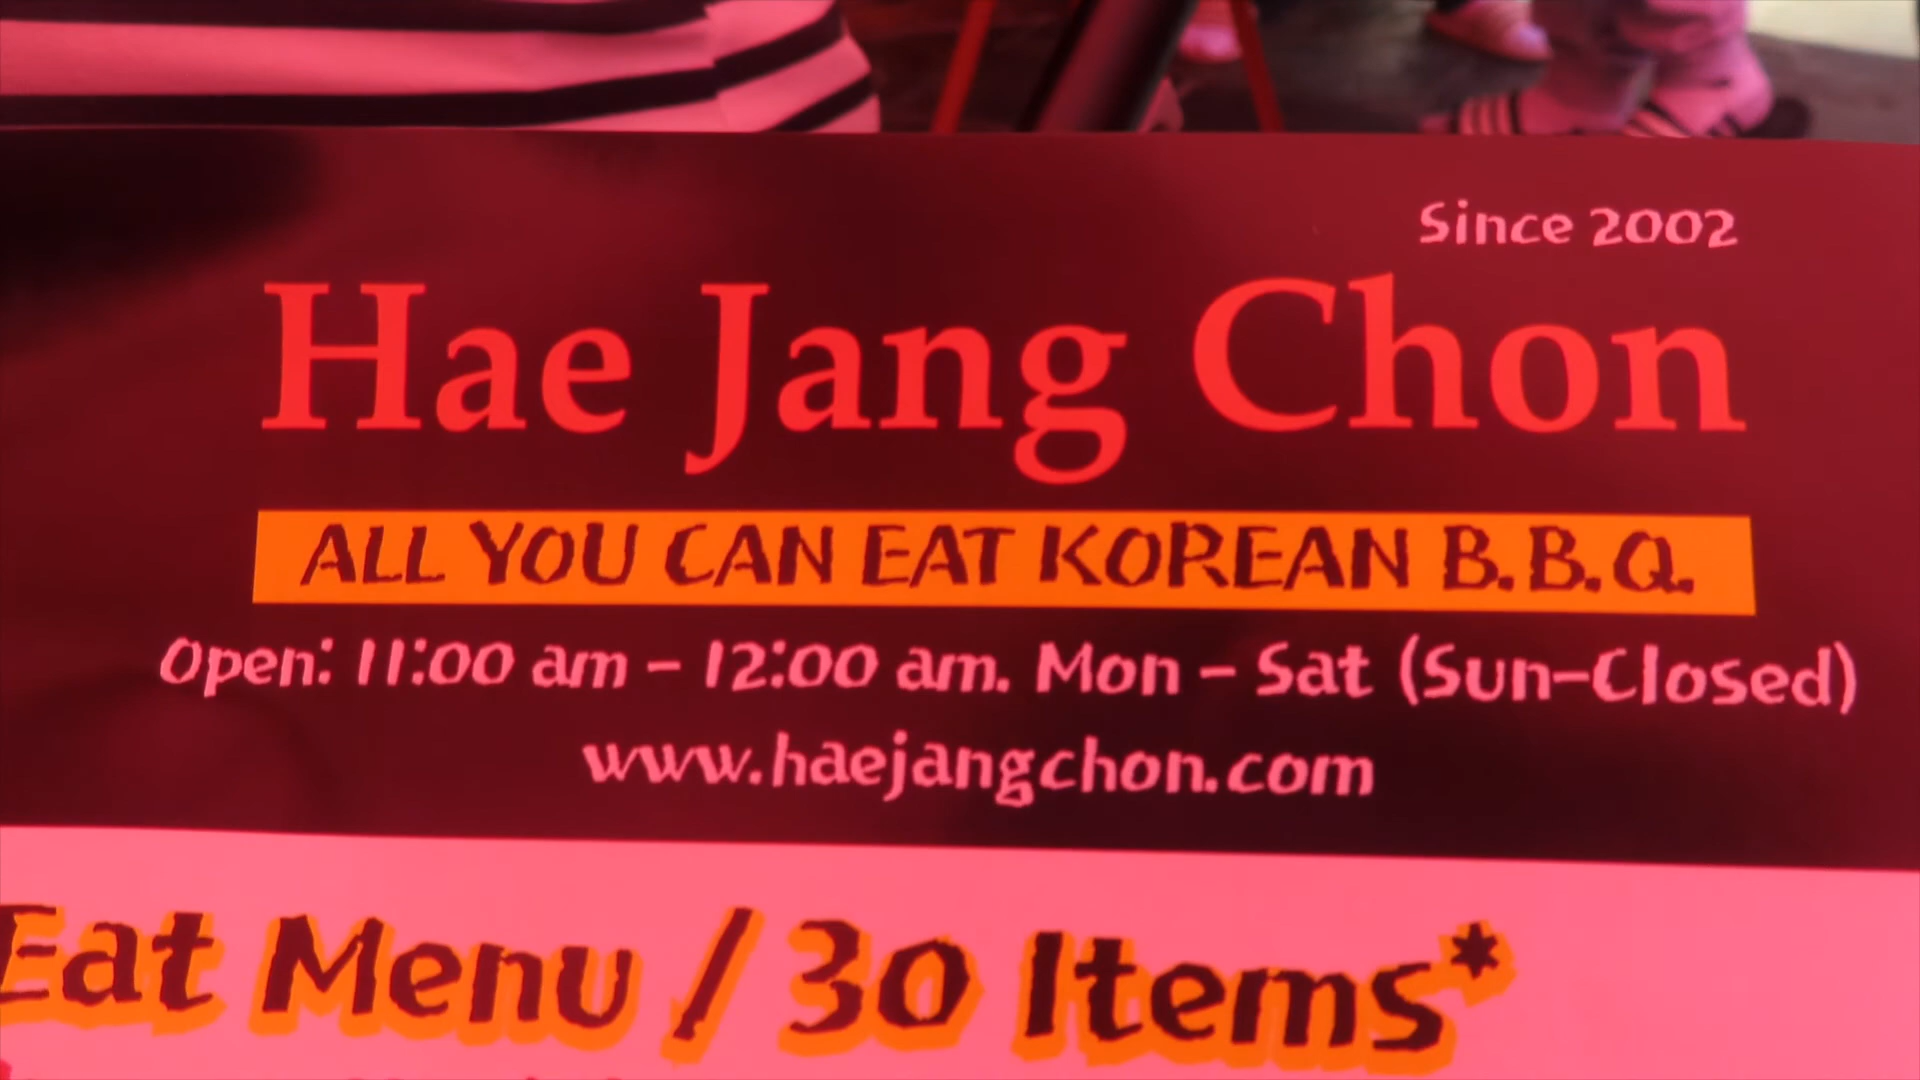 Since 2002
Hae Jang Chon
ALL YOU CAN EAT KOREAN B.B.Q.
Open: 11:00 am - 12:00 am. Mon - Sat (Sun-Closed)
www.haejangchon.com
Eat Menu / 30 Items*